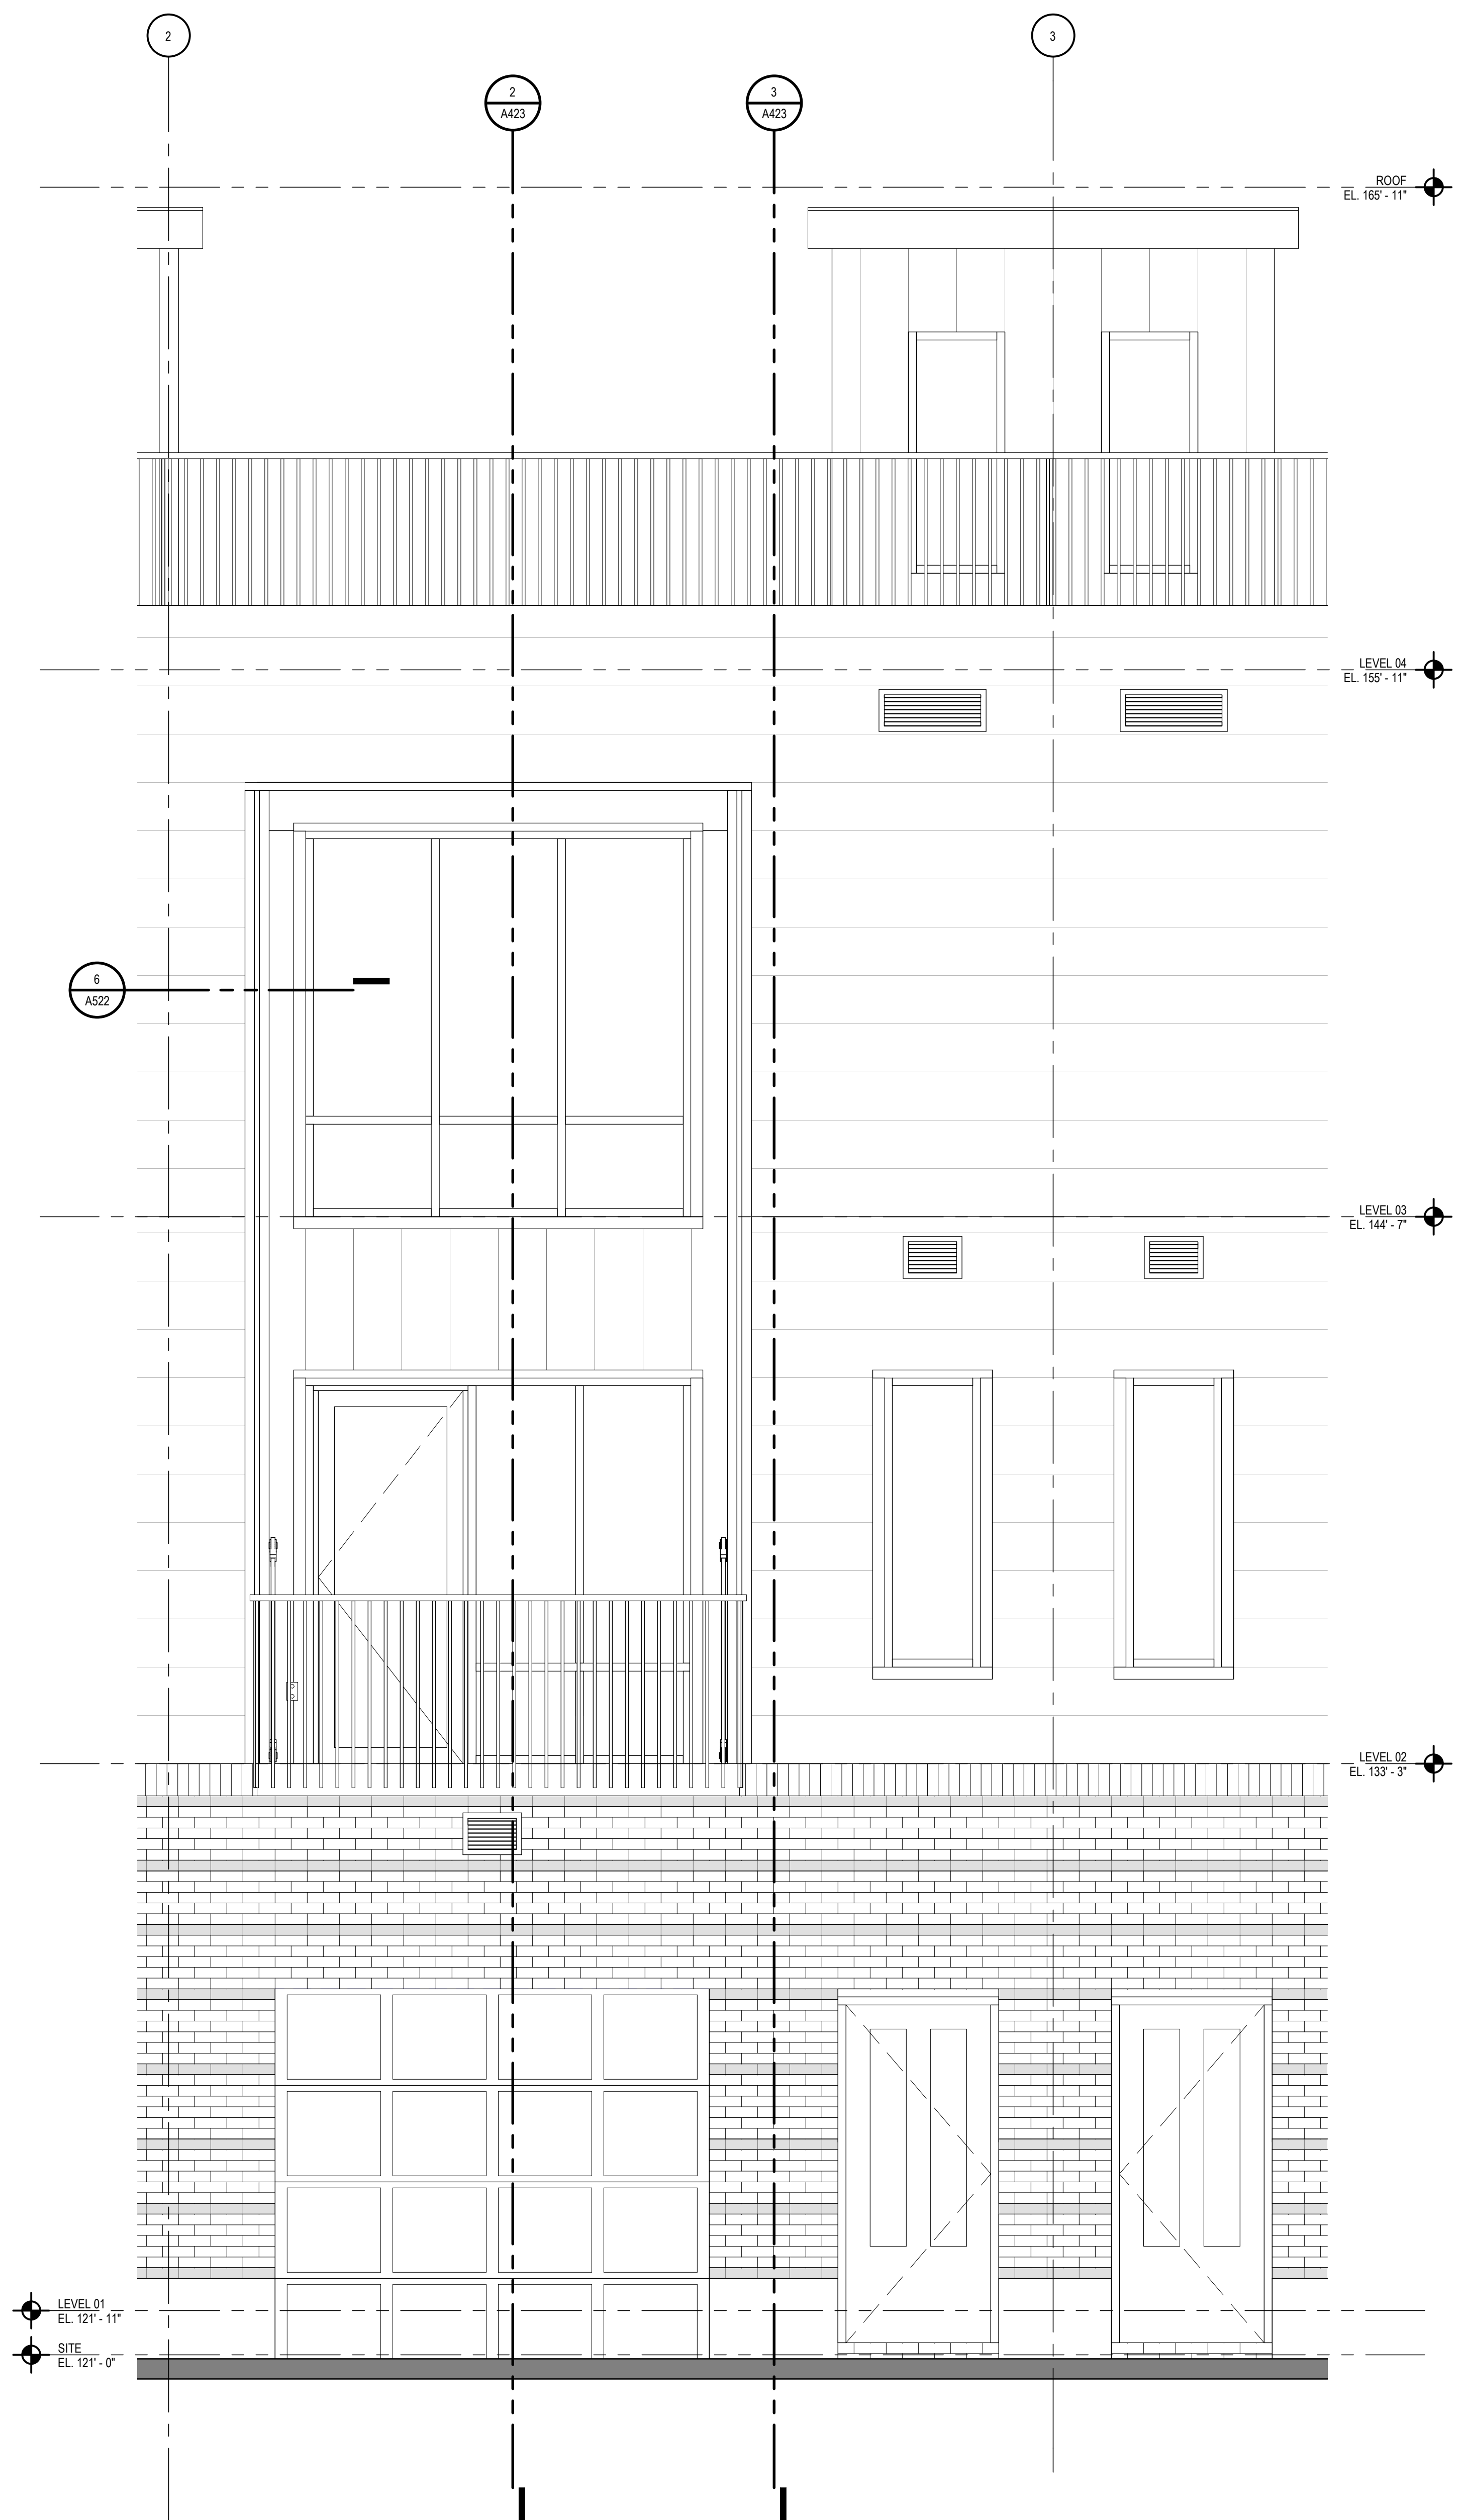 2
3
2
A423
3
A423
ROOF
EL. 165' - 11"
LEVEL 04
EL. 155' - 11"
6
A522
LEVEL 03
EL. 144' - 7"
LEVEL 02
EL. 133' - 3"
LEVEL 01
EL. 121' - 11"
SITE
EL. 121' - 0"